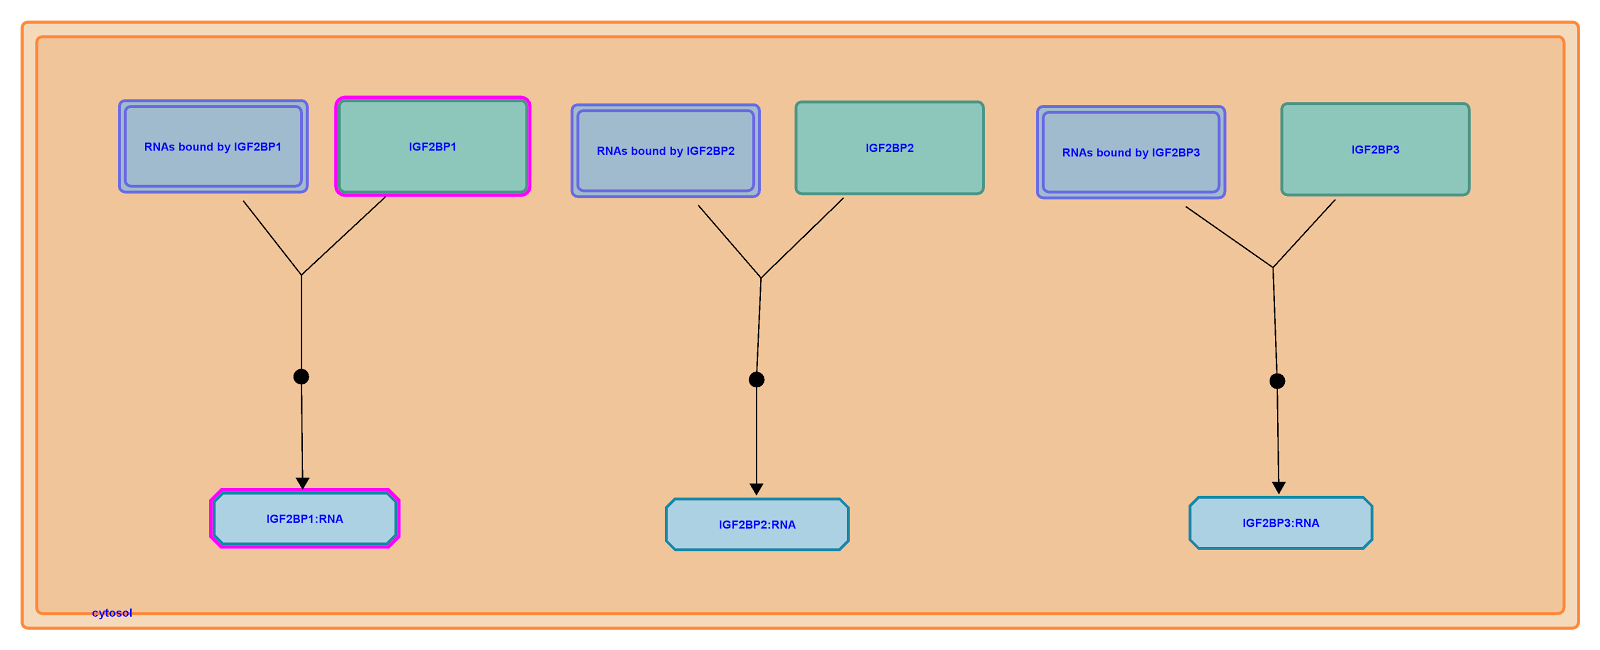 RNAs bound by IGF2BP1
IGF2BP1
RNAs bound by IGF2BP2
IGF2BP2
RNAs bound by IGF2BP3
IGF2BP3
IGF2BP1:RNA
IGF2BP2:RNA
IGF2BP3:RNA
cytosol